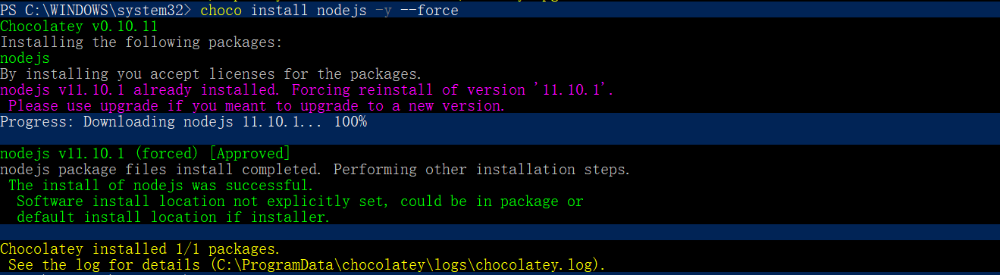 PS C:\WINDOWS\system32> choco install nodejs -y --force
Chocolatey v0.10.11
Installing the following packages:
nodejs
By installing you accept licenses for the packages.
nodejs v11.10.1 already installed. Forcing reinstall of version '11.10.1'.
 Please use upgrade if you meant to upgrade to a new version.
Progress: Downloading nodejs 11.10.1... 100%
nodejs v11.10.1 (forced) [Approved]
nodejs package files install completed. Performing other installation steps.
 The install of nodejs was successful.
  Software install location not explicitly set, could be in package or
  default install location if installer.
Chocolatey installed 1/1 packages.
 See the log for details (C:\ProgramData\chocolatey\logs\chocolatey.log).